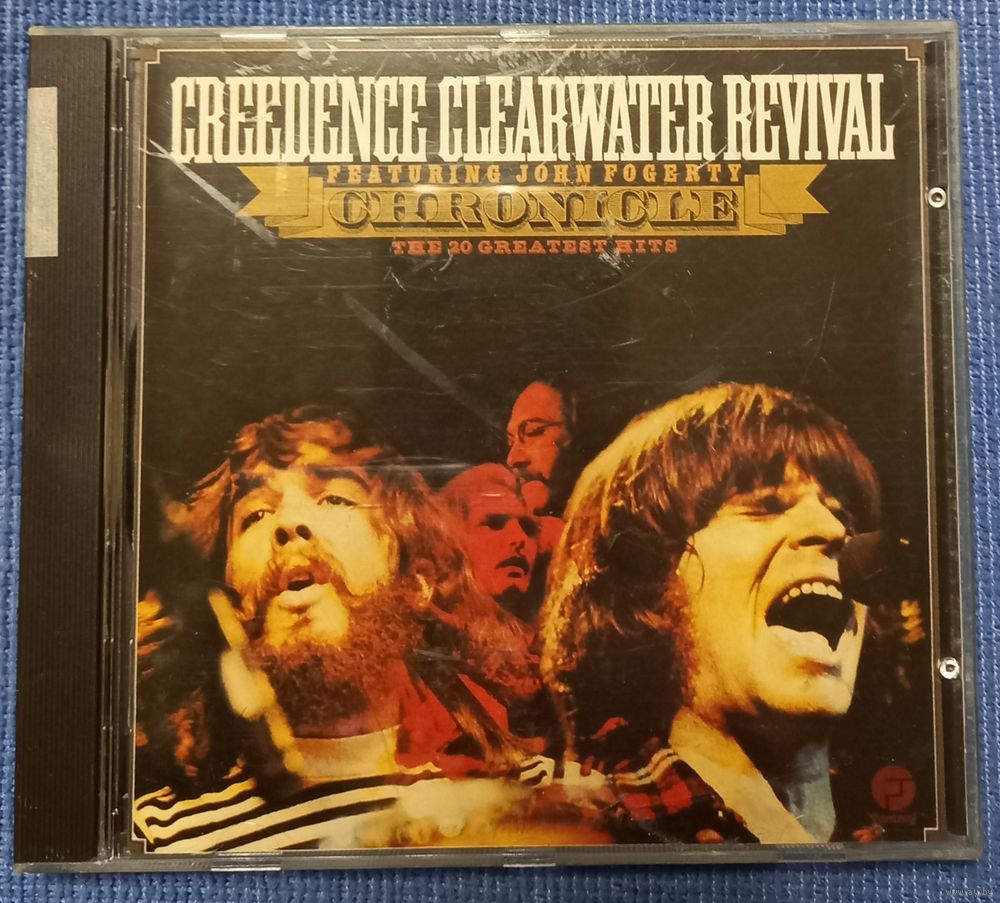 CREEDENCE CLEARWATER REVIVAL
FEATURING JOHN FOGERTY
CHRONICLE
THE 20 GREATEST HITS